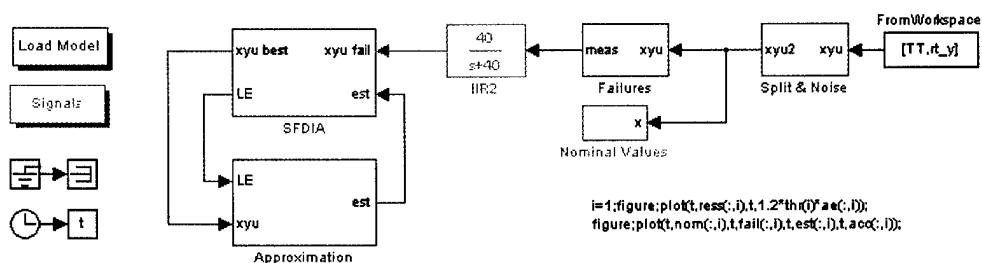 FromWorkspace
Load Model
xyu best
xyu fail
40
s+40
meas
xyu
xyu2
xyu
[TT,rt_y]
Signals
LE
est
IIR2
Failures
Split & Noise
SFDIA
x
Nominal Values
LE
est
xyu
t
Approximation
i=1;figure;plot(t,ress(:,i),t,1.2*thr(i)*ae(:,i));
figure;plot(t,nom(:,i),t,fail(:,i),t,est(:,i),t,acc(:,i));